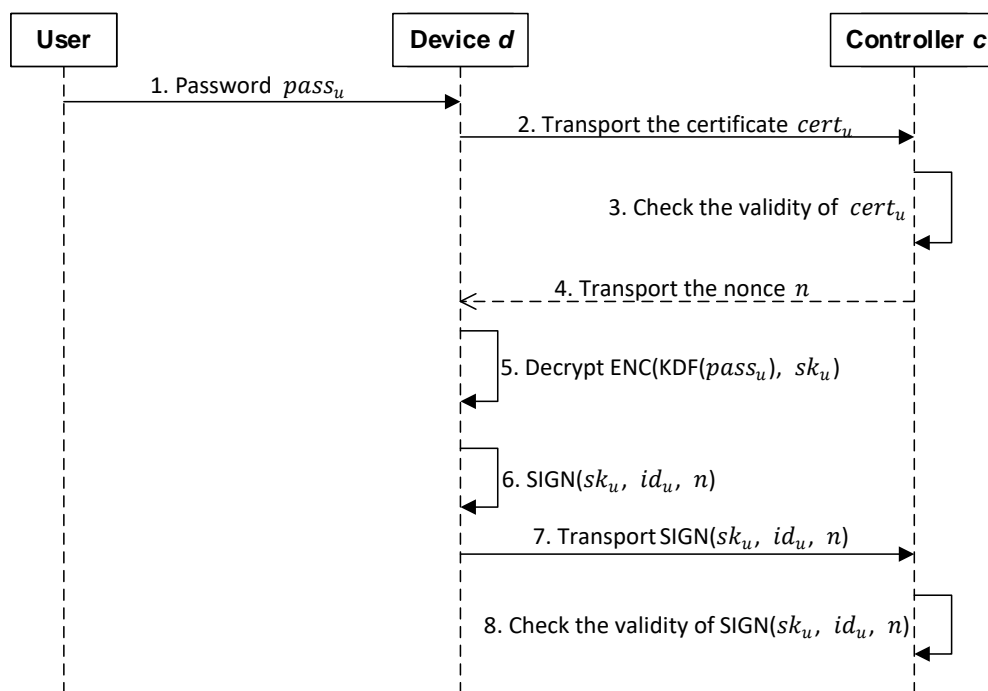 User
Device d
Controller c
1. Password pass_u
2. Transport the certificate cert_u
3. Check the validity of cert_u
4. Transport the nonce n
5. Decrypt ENC(KDF(pass_u), sk_u)
6. SIGN(sk_u, id_u, n)
7. Transport SIGN(sk_u, id_u, n)
8. Check the validity of SIGN(sk_u, id_u, n)